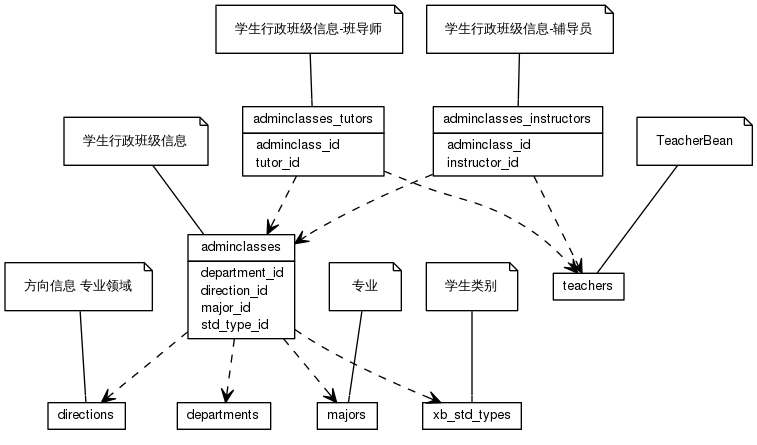 学生行政班级信息-班导师
学生行政班级信息-辅导员
adminclasses_tutors
adminclass_id
tutor_id
adminclasses_instructors
adminclass_id
instructor_id
学生行政班级信息
TeacherBean
adminclasses
department_id
direction_id
major_id
std_type_id
方向信息 专业领域
专业
学生类别
teachers
directions
departments
majors
xb_std_types